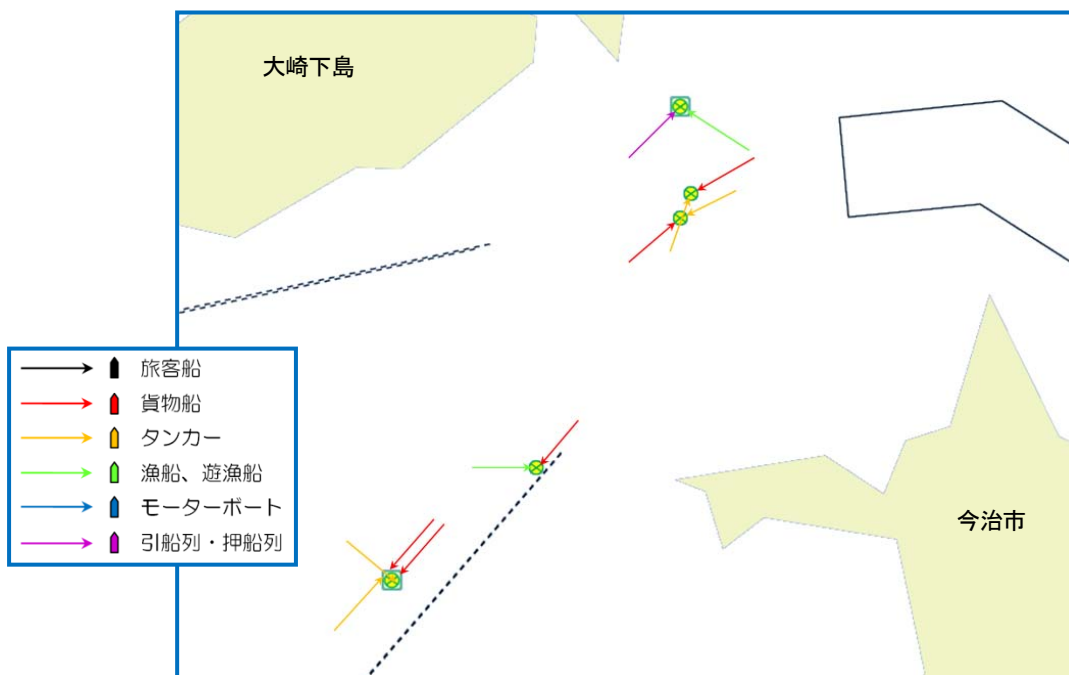 大崎下島
旅客船
貨物船
タンカー
漁船、遊漁船
モーターボート
引船列・押船列
今治市